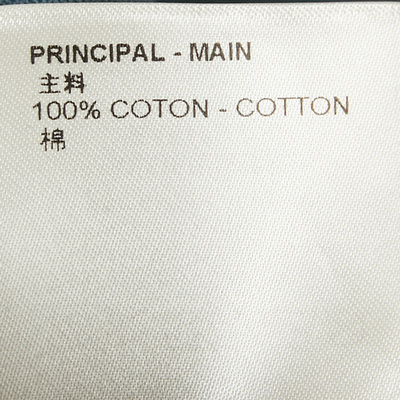 PRINCIPAL - MAIN
主料
100% COTON - COTTON
棉